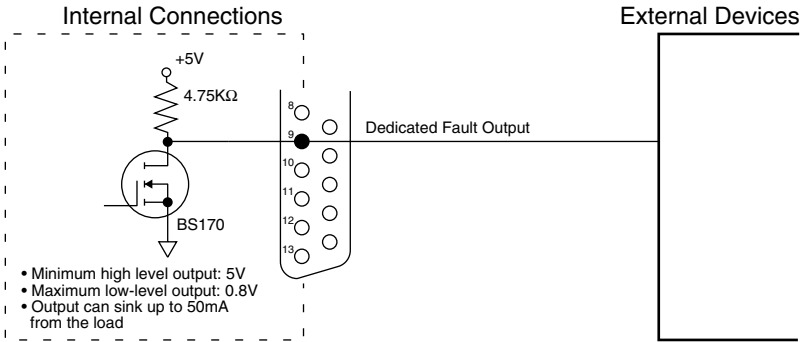 Internal Connections
External Devices
+5V
4.75KΩ
8
9
Dedicated Fault Output
10
11
12
13
BS170
• Minimum high level output: 5V
• Maximum low-level output: 0.8V
• Output can sink up to 50mA
from the load